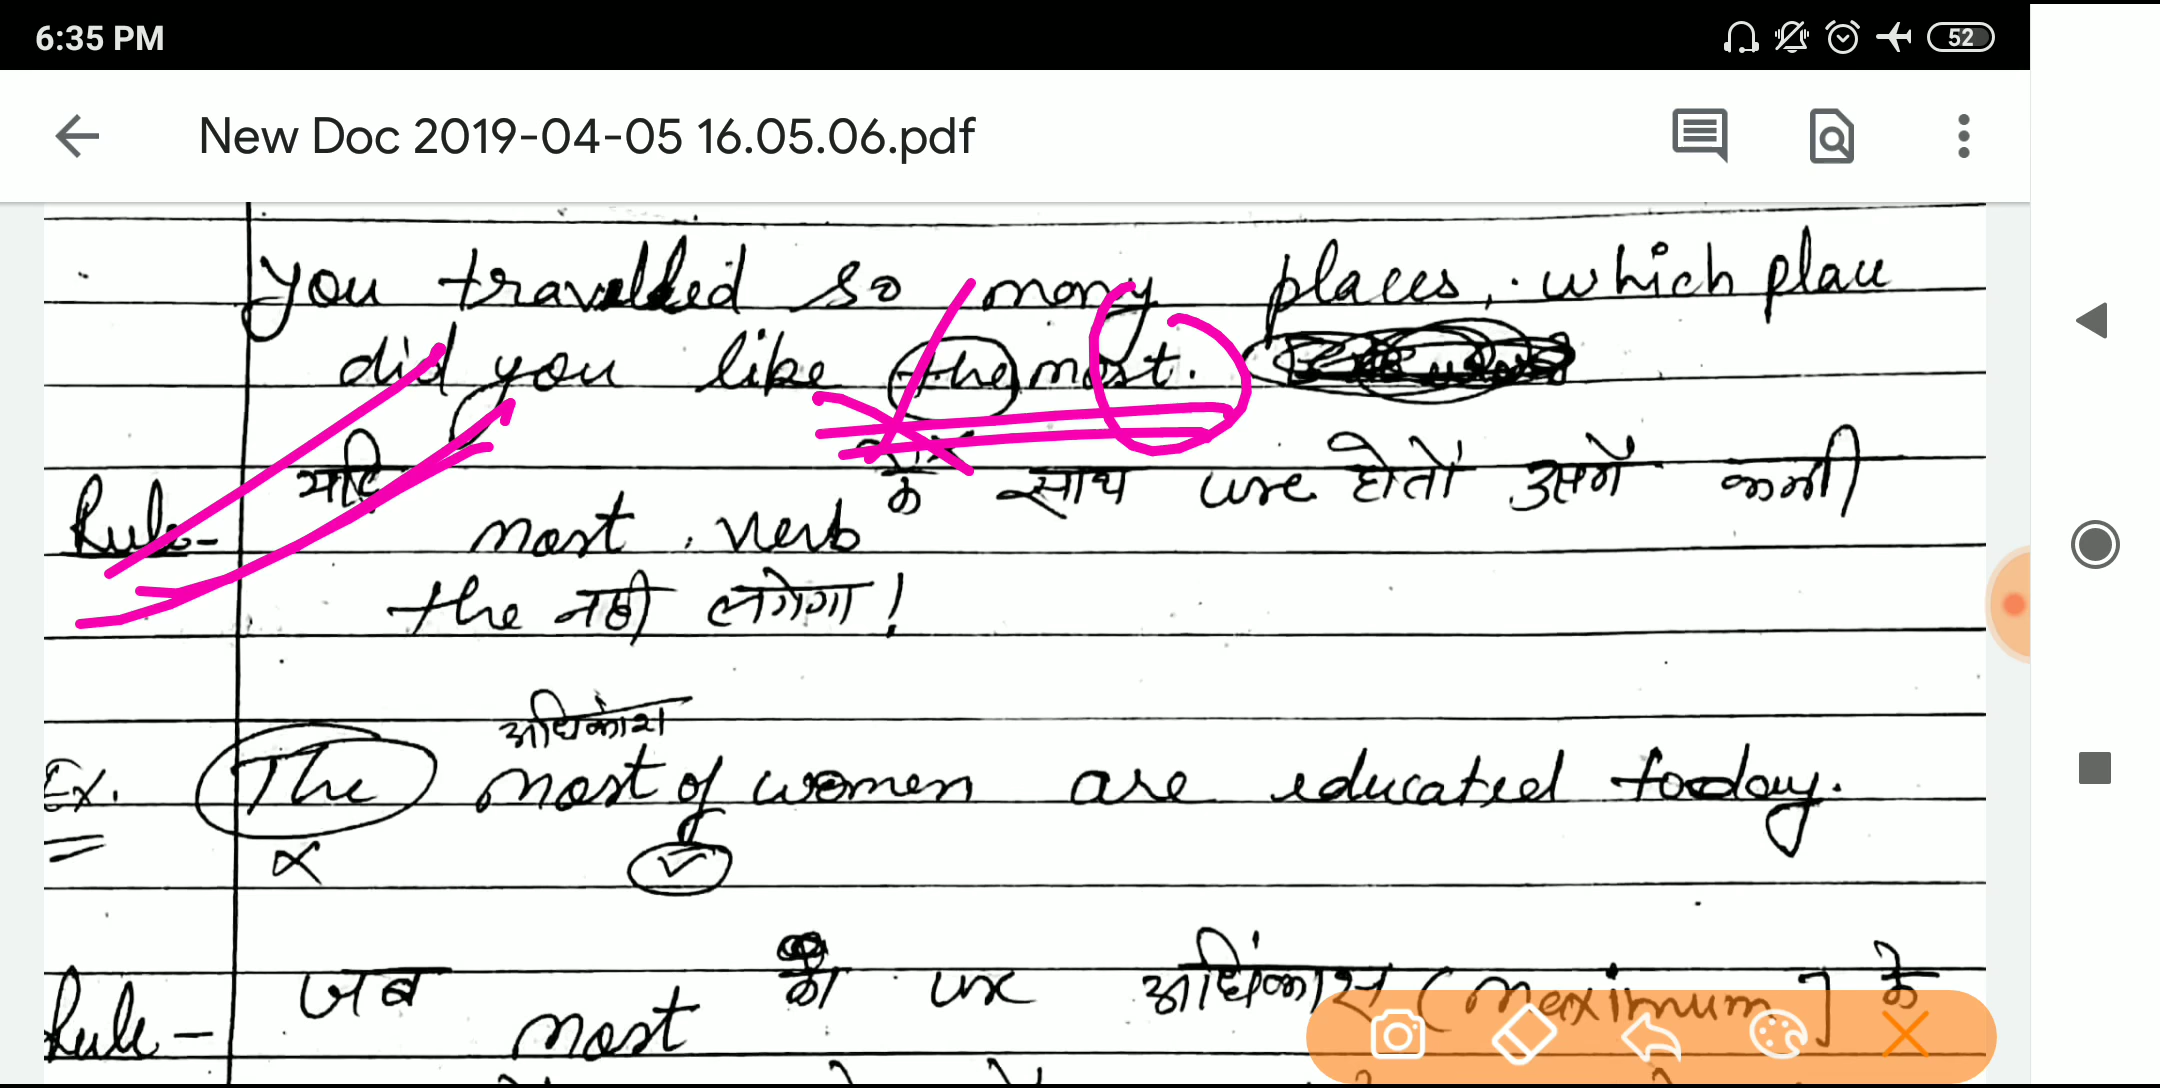 6:35 PM
52
New Doc 2019-04-05 16.05.06.pdf
you travelled so many places, which place
did you like the most.
Rule- यदि most verb के साथ use हो तो उसमें कभी
the नही लगेगा!
अधिकांश
Ex. The most of women are educated today.
Rule- जब most का use अधिकांश (Maximum] के